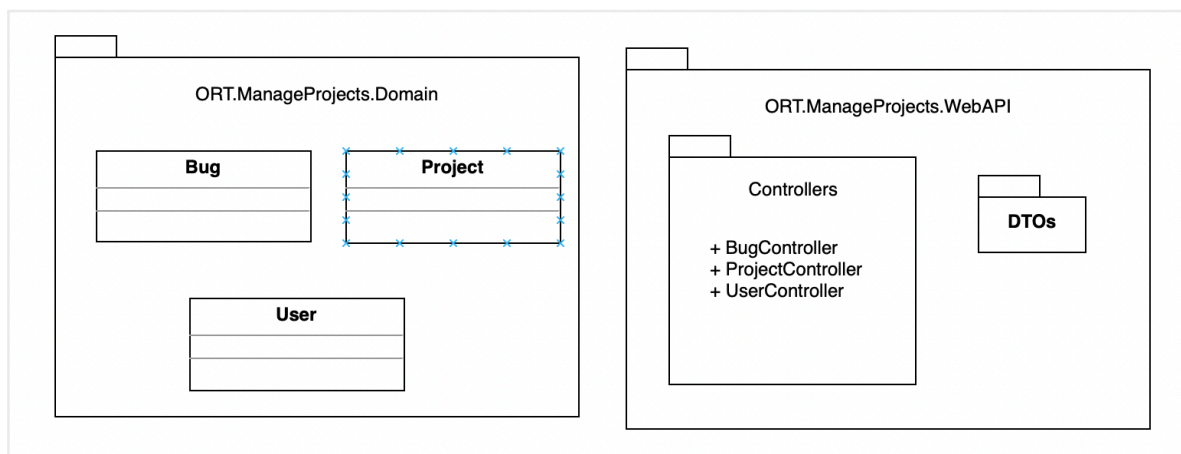 ORT.ManageProjects.Domain
Bug
Project
User
ORT.ManageProjects.WebAPI
Controllers
+ BugController
+ ProjectController
+ UserController
DTOs